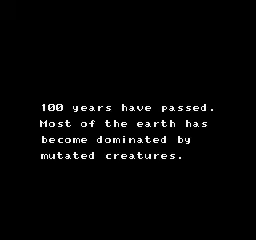 100 years have passed.
Most of the earth has
become dominated by
mutated creatures.